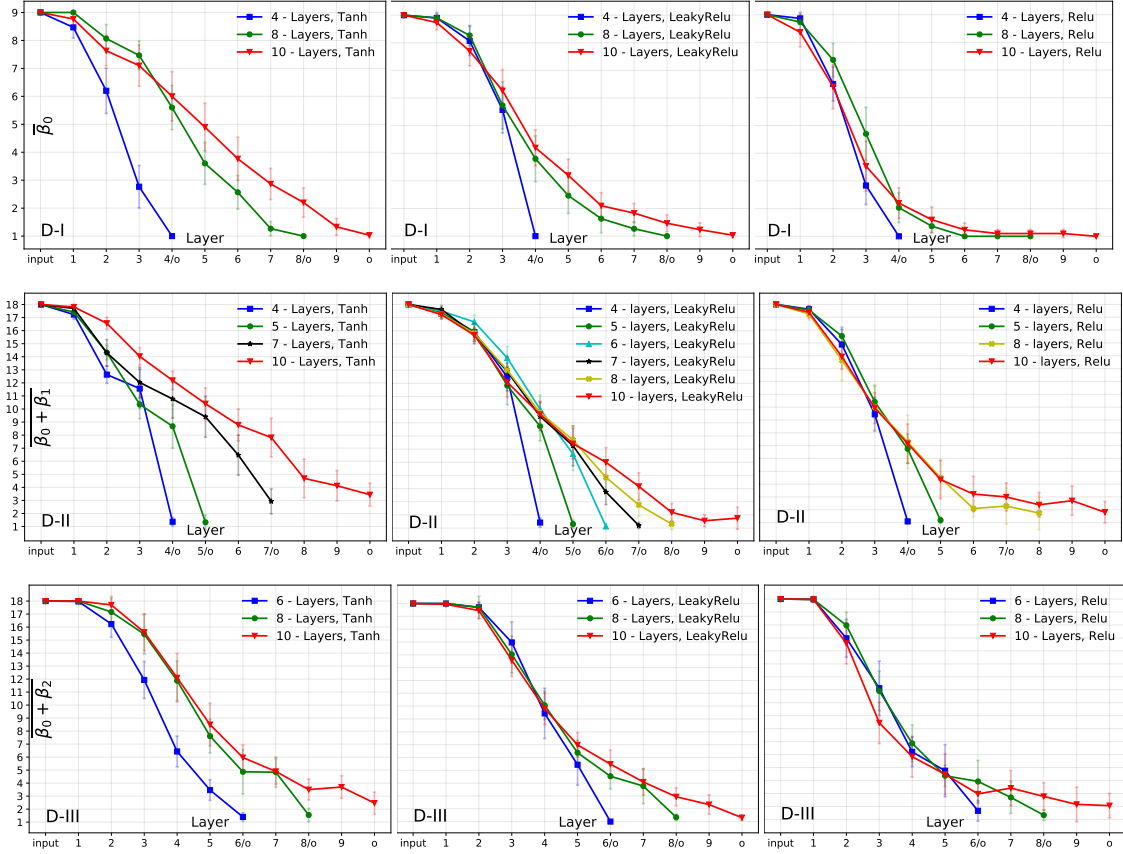 9
8
7
6
5
4
3
2
1
β0
4 - Layers, Tanh
8 - Layers, Tanh
10 - Layers, Tanh
D-I
Layer
input 1 2 3 4/o 5 6 7 8/o 9 o
4 - Layers, LeakyRelu
8 - Layers, LeakyRelu
10 - Layers, LeakyRelu
D-I
Layer
input 1 2 3 4/o 5 6 7 8/o 9 o
4 - Layers, Relu
8 - Layers, Relu
10 - Layers, Relu
D-I
Layer
input 1 2 3 4/o 5 6 7 8/o 9 o
18
17
16
15
14
13
12
11
10
9
8
7
6
5
4
3
2
1
β0 + β1
4 - Layers, Tanh
5 - Layers, Tanh
7 - Layers, Tanh
10 - Layers, Tanh
D-II
Layer
input 1 2 3 4/o 5/o 6 7/o 8 9 o
4 - layers, LeakyRelu
5 - layers, LeakyRelu
6 - layers, LeakyRelu
7 - layers, LeakyRelu
8 - layers, LeakyRelu
10 - layers, LeakyRelu
D-II
Layer
input 1 2 3 4/o 5/o 6/o 7/o 8/o 9 o
4 - layers, Relu
5 - layers, Relu
8 - layers, Relu
10 - layers, Relu
D-II
Layer
input 1 2 3 4/o 5 6 7/o 8 9 o
18
17
16
15
14
13
12
11
10
9
8
7
6
5
4
3
2
1
β0 + β2
6 - Layers, Tanh
8 - Layers, Tanh
10 - Layers, Tanh
D-III
Layer
input 1 2 3 4 5 6/o 7 8/o 9 o
6 - Layers, LeakyRelu
8 - Layers, LeakyRelu
10 - Layers, LeakyRelu
D-III
Layer
input 1 2 3 4 5 6/o 7 8/o 9 o
6 - Layers, Relu
8 - Layers, Relu
10 - Layers, Relu
D-III
Layer
input 1 2 3 4 5 6/o 7 8/o 9 o